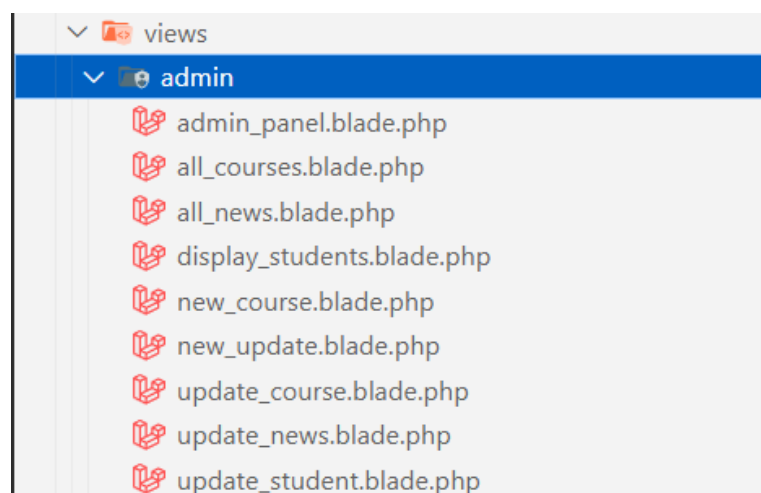 views
admin
admin_panel.blade.php
all_courses.blade.php
all_news.blade.php
display_students.blade.php
new_course.blade.php
new_update.blade.php
update_course.blade.php
update_news.blade.php
update_student.blade.php